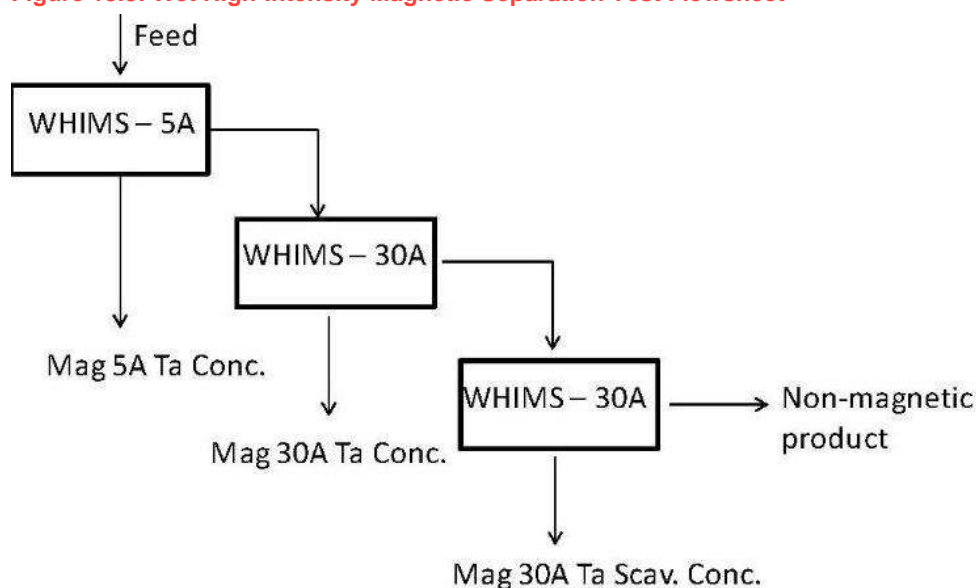 Feed
WHIMS – 5A
WHIMS – 30A
Mag 5A Ta Conc.
WHIMS – 30A
Non-magnetic
product
Mag 30A Ta Conc.
Mag 30A Ta Scav. Conc.